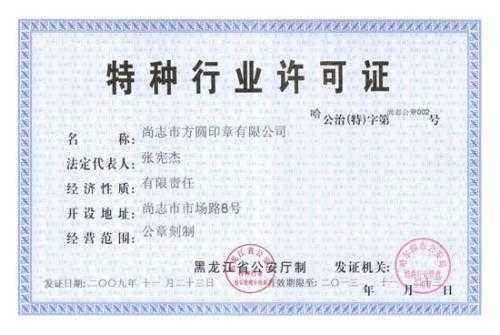 特种行业许可证
哈公治(特)字第尚志公章002号
名称:尚志市方圆印章有限公司
法定代表人:张宪杰
经济性质:有限责任
开设地址:尚志市市场路8号
经营范围:公章刻制
黑龙江省公安厅制 发证机关:
发证日期:二〇〇九年十一月二十三日 有效期限至:二〇一三年十一月日